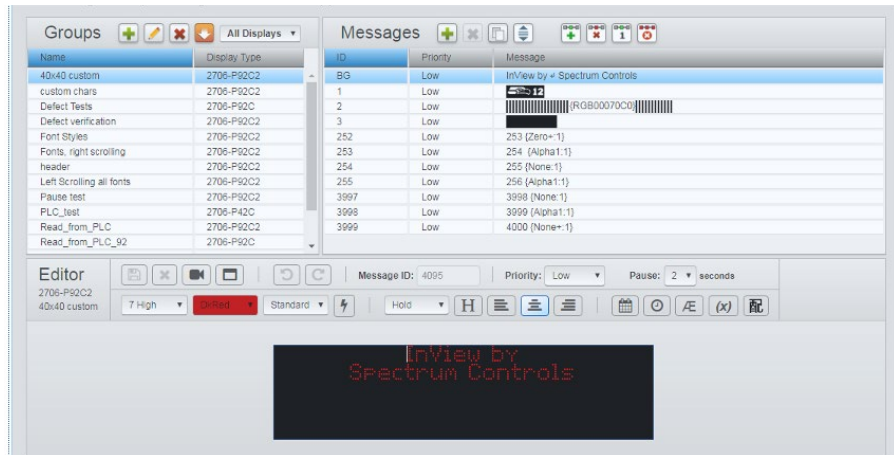 Groups All Displays
Name Display Type
40x40 custom 2706-P92C2
custom chars 2706-P92C2
Defect Tests 2706-P92C
Defect verification 2706-P92C2
Font Styles 2706-P92C2
Fonts, right scrolling 2706-P92C2
header 2706-P92C2
Left Scrolling all fonts 2706-P92C2
Pause test 2706-P92C2
PLC_test 2706-P42C
Read_from_PLC 2706-P92C2
Read_from_PLC_92 2706-P92C
Messages
1
ID Priority Message
BG Low InView by ↲ Spectrum Controls
1 Low 12
2 Low {RGB00070C0}
3 Low
252 Low 253 {Zero+:1}
253 Low 254 {Alpha1:1}
254 Low 255 {None:1}
255 Low 256 {Alpha1:1}
3997 Low 3998 {None:1}
3998 Low 3999 {Alpha1:1}
3999 Low 4000 {None+:1}
Editor
2706-P92C2
40x40 custom
Message ID: 4095 Priority: Low Pause: 2 seconds
7 High DkRed Standard Hold H Æ (x) 配
InView by
Spectrum Controls